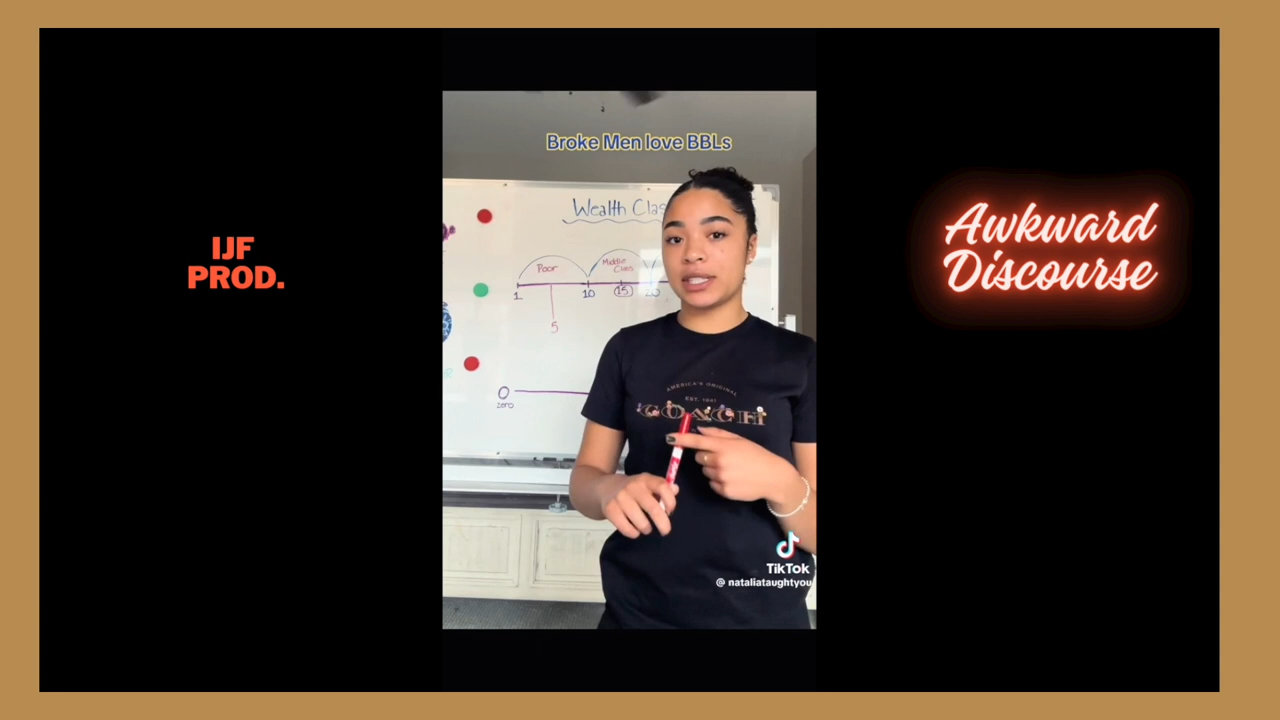 Broke Men love BBLs
Wealth Clas
Poor
Middle
Class
1
10
15
20
5
0
zero
IJF
PROD.
Awkward
Discourse
AMERICA'S ORIGINAL
EST. 1941
COACH
EXPO
TikTok
@ nataliataughtyou